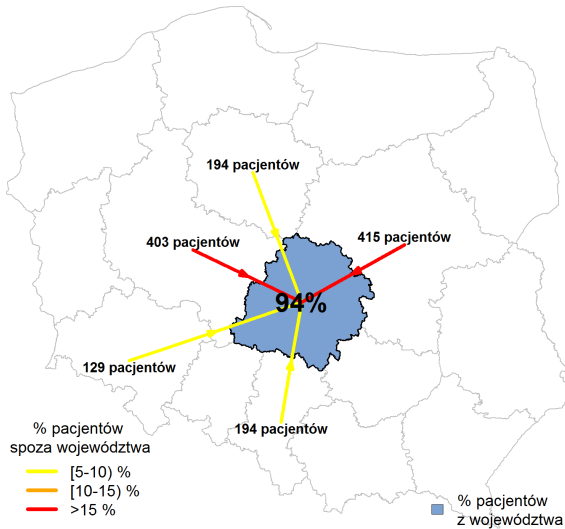 194 pacjentów
403 pacjentów
415 pacjentów
94%
129 pacjentów
194 pacjentów
% pacjentów
spoza województwa
[5-10) %
[10-15) %
>15 %
% pacjentów
z województwa